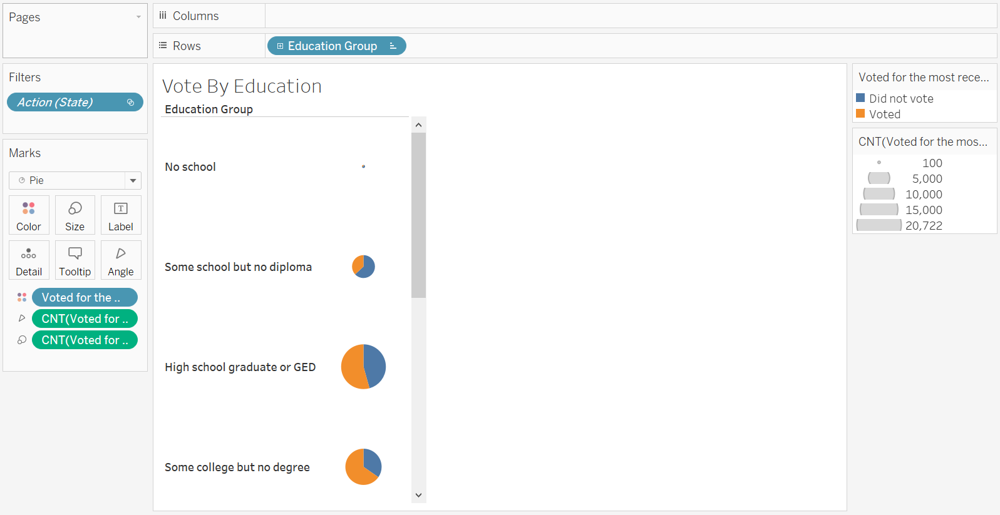 Pages
Columns
Rows
Education Group
Filters
Action (State)
Marks
Pie
Color
Size
Label
Detail
Tooltip
Angle
Voted for the ..
CNT(Voted for ..
CNT(Voted for ..
Vote By Education
Education Group
No school
Some school but no diploma
High school graduate or GED
Some college but no degree
Voted for the most rece...
Did not vote
Voted
CNT(Voted for the mos...
100
5,000
10,000
15,000
20,722